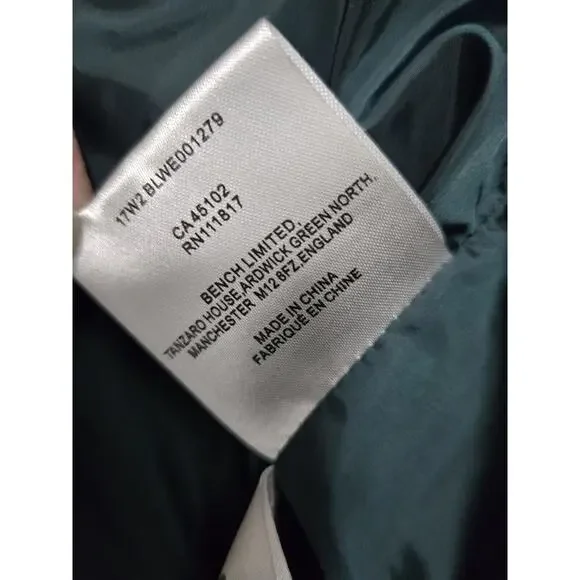 17W2 BLWE001279
CA 45102
RN111817
BENCH LIMITED,
TANZARO HOUSE,ARDWICK GREEN NORTH,
MANCHESTER M12 6FZ,ENGLAND
MADE IN CHINA
FABRIQUÉ EN CHINE